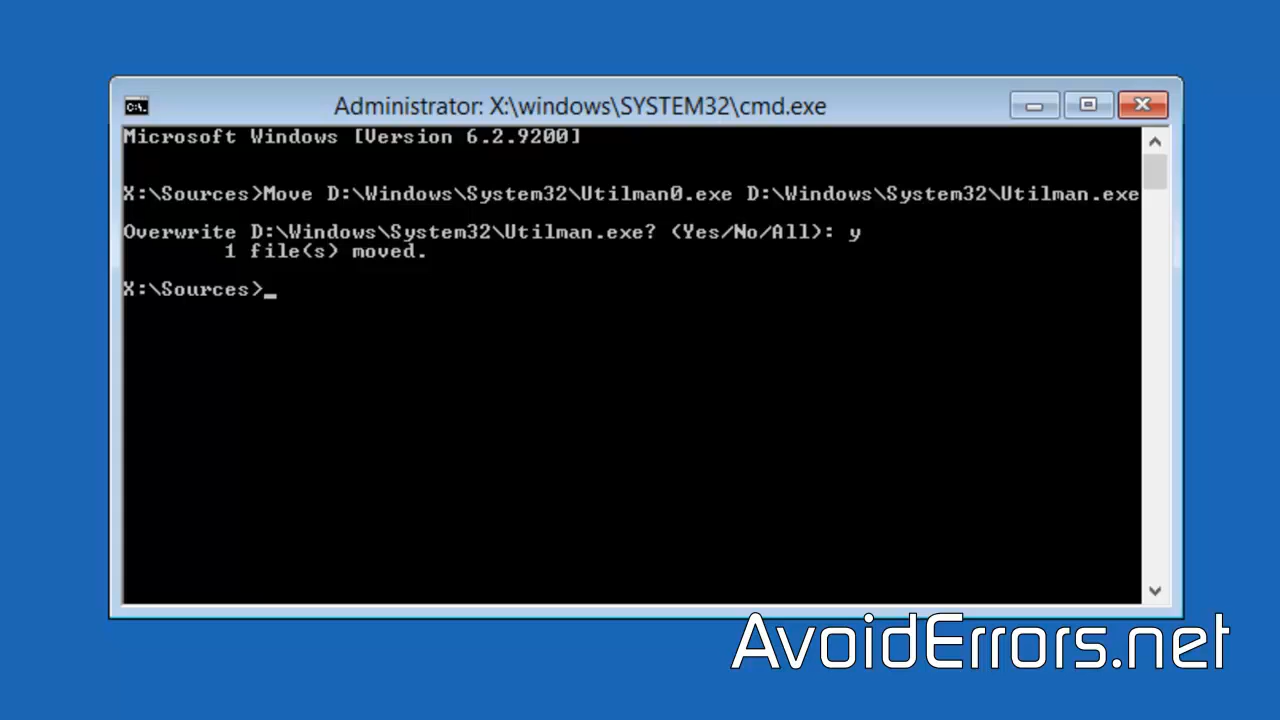 C:\.
Administrator: X:\windows\SYSTEM32\cmd.exe
Microsoft Windows [Version 6.2.9200]
X:\Sources>Move D:\Windows\System32\Utilman0.exe D:\Windows\System32\Utilman.exe
Overwrite D:\Windows\System32\Utilman.exe? (Yes/No/All): y
1 file(s) moved.
X:\Sources>_
AvoidErrors.net